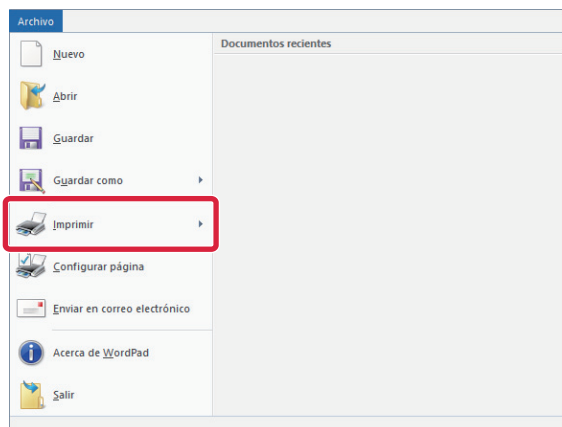 Archivo
Documentos recientes
Nuevo
Abrir
Guardar
Guardar como
Imprimir
Configurar página
Enviar en correo electrónico
Acerca de WordPad
Salir